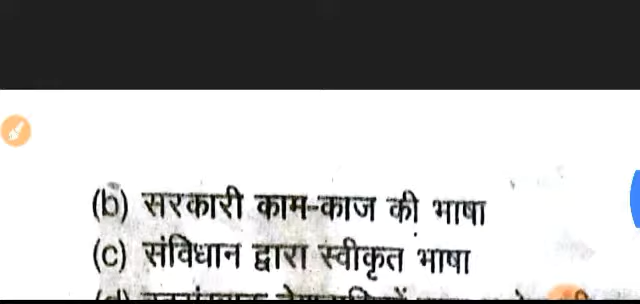 (b) सरकारी काम-काज की भाषा
(c) संविधान द्वारा स्वीकृत भाषा